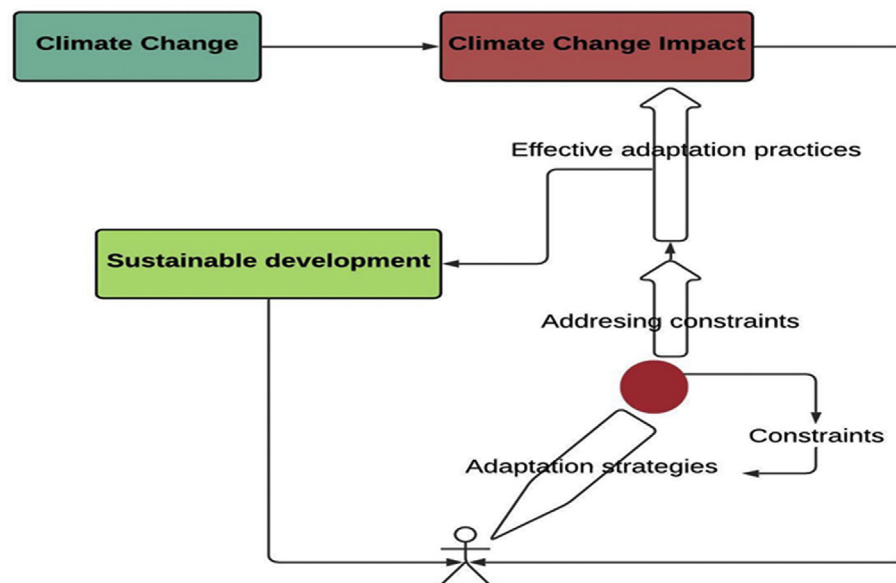 Climate Change
Climate Change Impact
Effective adaptation practices
Sustainable development
Addresing constraints
Constraints
Adaptation strategies